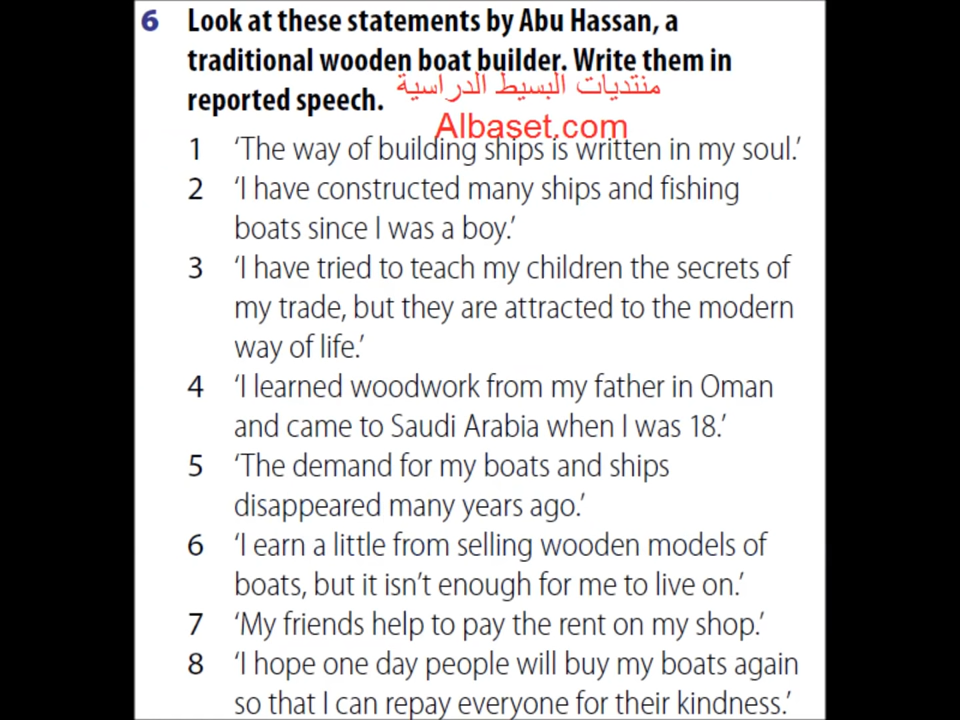 6 Look at these statements by Abu Hassan, a
traditional wooden boat builder. Write them in
reported speech.
منتديات البسيط الدراسية
Albaset.com
1 ‘The way of building ships is written in my soul.’
2 ‘I have constructed many ships and fishing
boats since I was a boy.’
3 ‘I have tried to teach my children the secrets of
my trade, but they are attracted to the modern
way of life.’
4 ‘I learned woodwork from my father in Oman
and came to Saudi Arabia when I was 18.’
5 ‘The demand for my boats and ships
disappeared many years ago.’
6 ‘I earn a little from selling wooden models of
boats, but it isn’t enough for me to live on.’
7 ‘My friends help to pay the rent on my shop.’
8 ‘I hope one day people will buy my boats again
so that I can repay everyone for their kindness.’